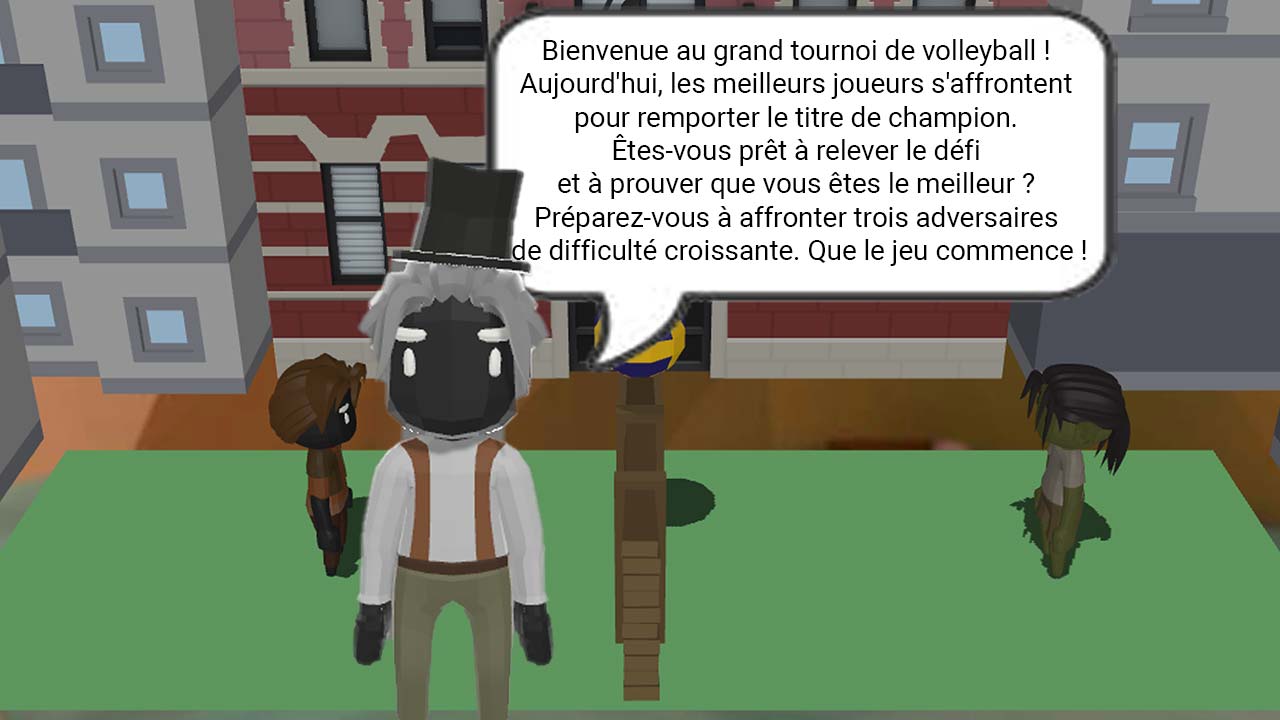 Bienvenue au grand tournoi de volleyball !
Aujourd'hui, les meilleurs joueurs s'affrontent
pour remporter le titre de champion.
Êtes-vous prêt à relever le défi
et à prouver que vous êtes le meilleur ?
Préparez-vous à affronter trois adversaires
de difficulté croissante. Que le jeu commence !